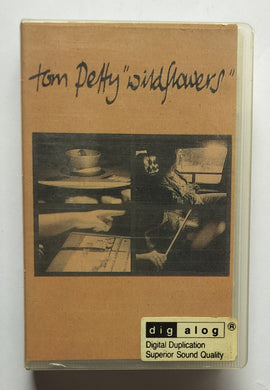 tom petty "wildflowers"
dig alog ®
Digital Duplication
Superior Sound Quality